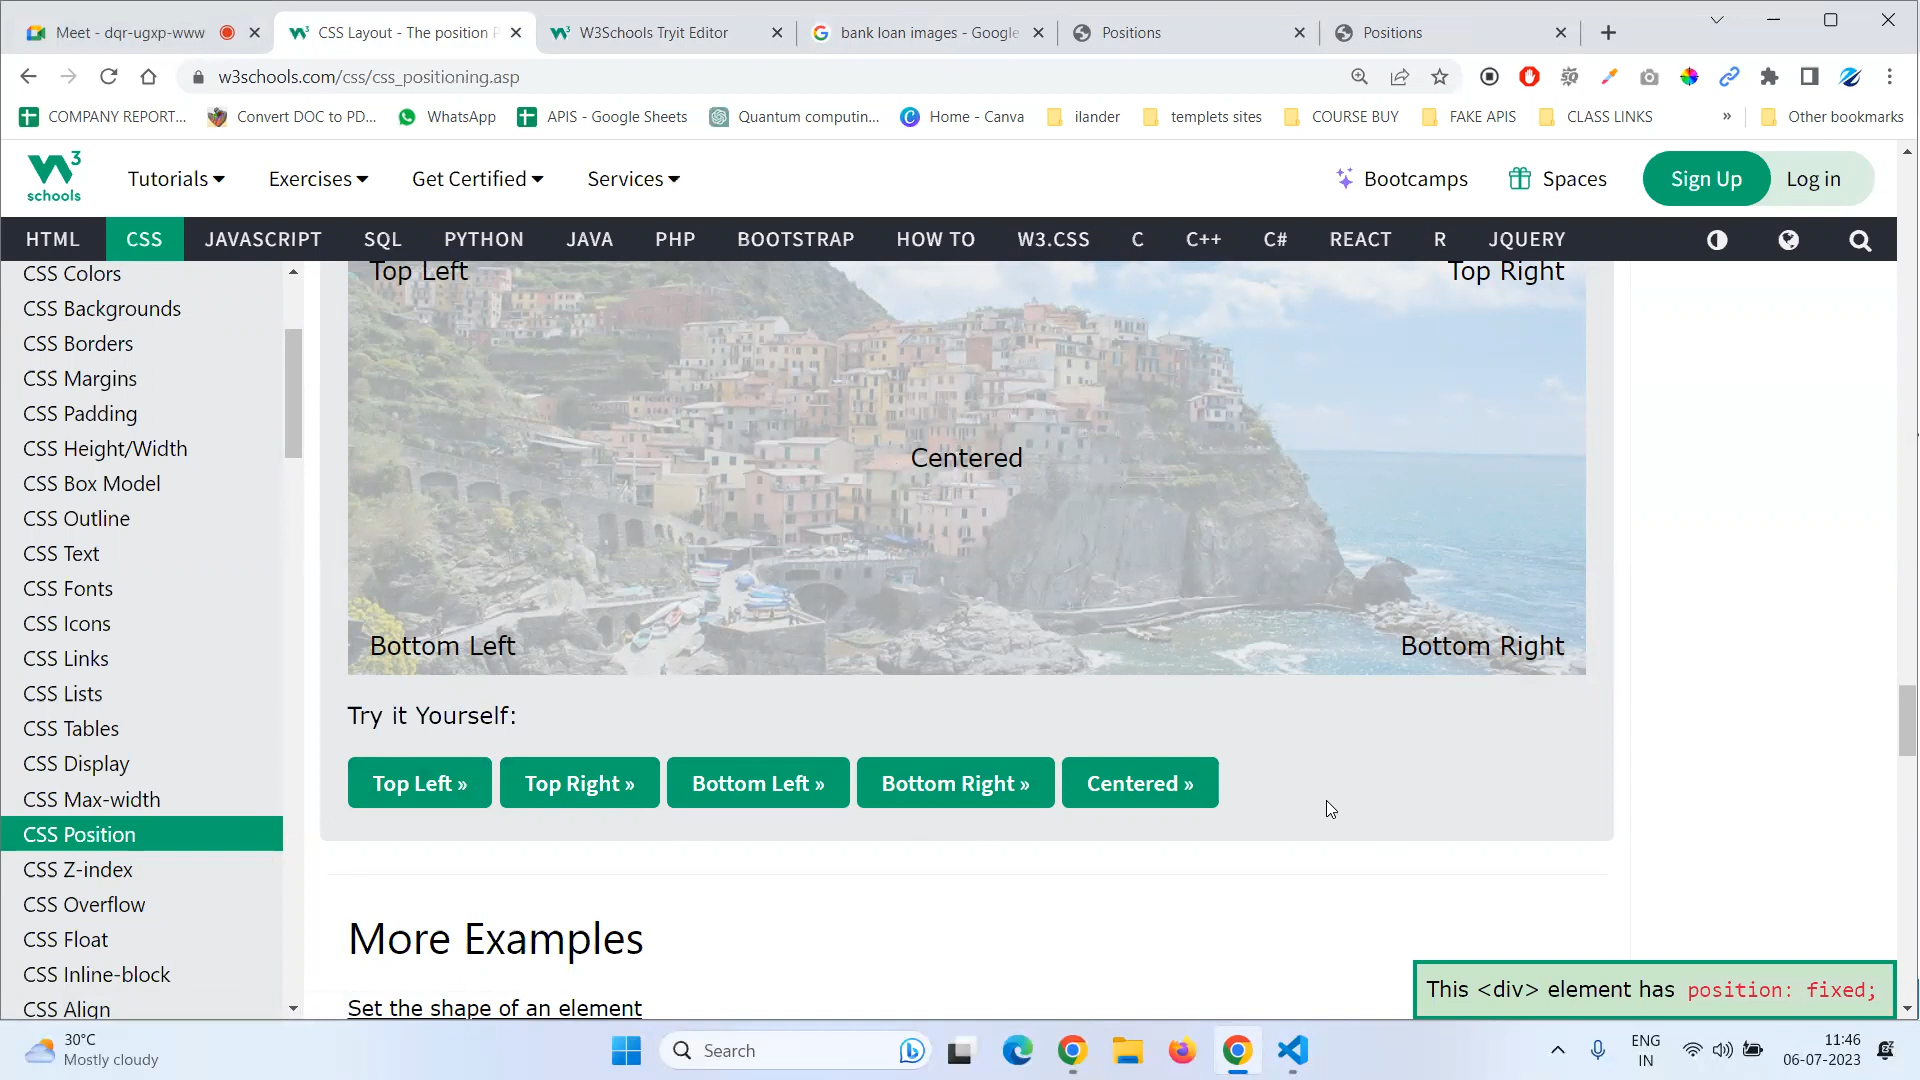 Meet - dqr-ugxp-www
CSS Layout - The position P
W3Schools Tryit Editor
bank loan images - Google
Positions
Positions
w3schools.com/css/css_positioning.asp
COMPANY REPORT...
Convert DOC to PD...
WhatsApp
APIS - Google Sheets
Quantum computin...
Home - Canva
ilander
templets sites
COURSE BUY
FAKE APIS
CLASS LINKS
»
Other bookmarks
W3 schools
Tutorials
Exercises
Get Certified
Services
Bootcamps
Spaces
Sign Up
Log in
HTML CSS JAVASCRIPT SQL PYTHON JAVA PHP BOOTSTRAP HOW TO W3.CSS C C++ C# REACT R JQUERY
CSS Colors
CSS Backgrounds
CSS Borders
CSS Margins
CSS Padding
CSS Height/Width
CSS Box Model
CSS Outline
CSS Text
CSS Fonts
CSS Icons
CSS Links
CSS Lists
CSS Tables
CSS Display
CSS Max-width
CSS Position
CSS Z-index
CSS Overflow
CSS Float
CSS Inline-block
CSS Align
Top Left
Top Right
Centered
Bottom Left
Bottom Right
Try it Yourself:
Top Left »
Top Right »
Bottom Left »
Bottom Right »
Centered »
More Examples
Set the shape of an element
This <div> element has position: fixed;
30°C
Mostly cloudy
Search
ENG
IN
11:46
06-07-2023